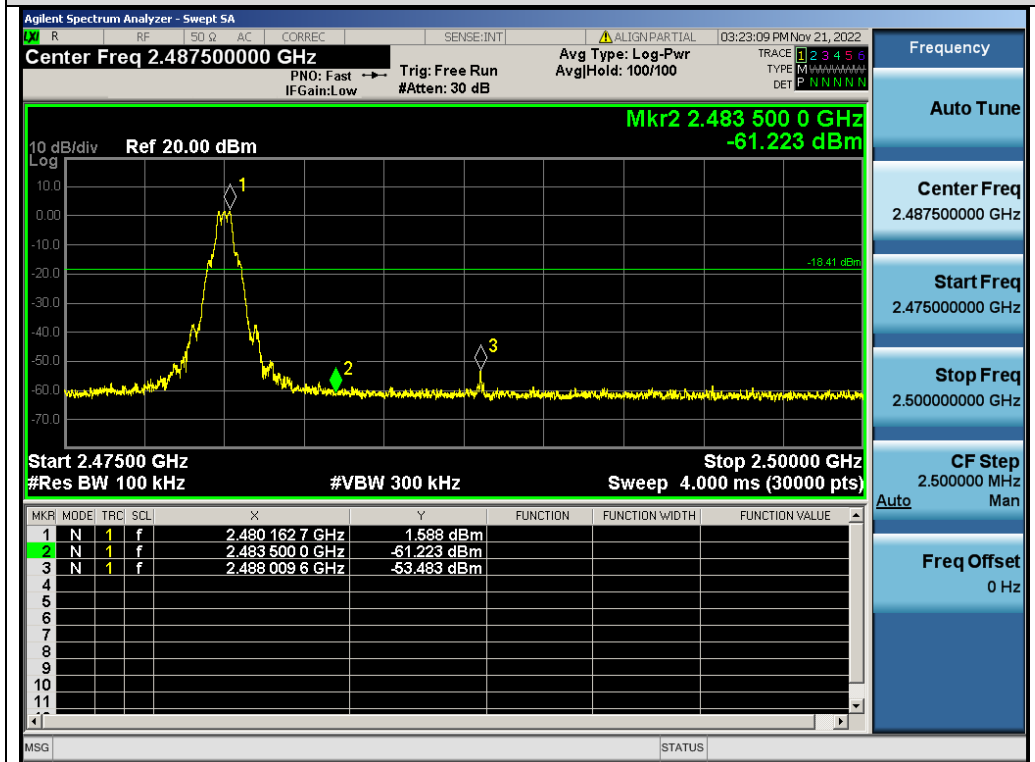 Agilent Spectrum Analyzer - Swept SA
LXI R RF 50 Ω AC CORREC SENSE:INT ALIGN PARTIAL 03:23:09 PM Nov 21, 2022
Center Freq 2.487500000 GHz
PNO: Fast
IFGain:Low
Trig: Free Run
#Atten: 30 dB
Avg Type: Log-Pwr
Avg|Hold: 100/100
TRACE 1 2 3 4 5 6
TYPE M
DET P N N N N N
Mkr2 2.483 500 0 GHz
-61.223 dBm
10 dB/div Ref 20.00 dBm
Log
10.0
0.00
-10.0
-20.0
-30.0
-40.0
-50.0
-60.0
-70.0
1
2
3
-18.41 dBm
Start 2.47500 GHz Stop 2.50000 GHz
#Res BW 100 kHz #VBW 300 kHz Sweep 4.000 ms (30000 pts)
MKR MODE TRC SCL X Y FUNCTION FUNCTION WIDTH FUNCTION VALUE
1 N 1 f 2.480 162 7 GHz 1.588 dBm
2 N 1 f 2.483 500 0 GHz -61.223 dBm
3 N 1 f 2.488 009 6 GHz -53.483 dBm
4
5
6
7
8
9
10
11
MSG STATUS
Frequency
Auto Tune
Center Freq
2.487500000 GHz
Start Freq
2.475000000 GHz
Stop Freq
2.500000000 GHz
CF Step
2.500000 MHz
Auto Man
Freq Offset
0 Hz